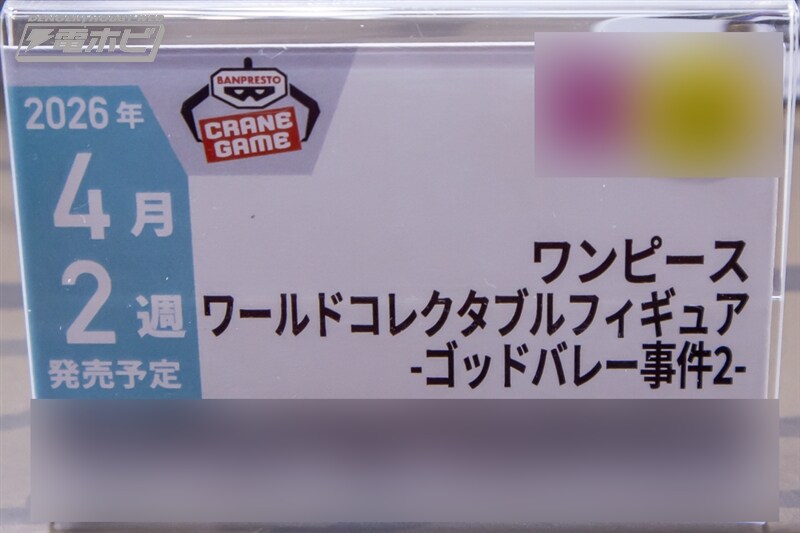 電ホビ
BANPRESTO
CRANE
GAME
2026年
4月
2週
発売予定
ワンピース
ワールドコレクタブルフィギュア
-ゴッドバレー事件2-